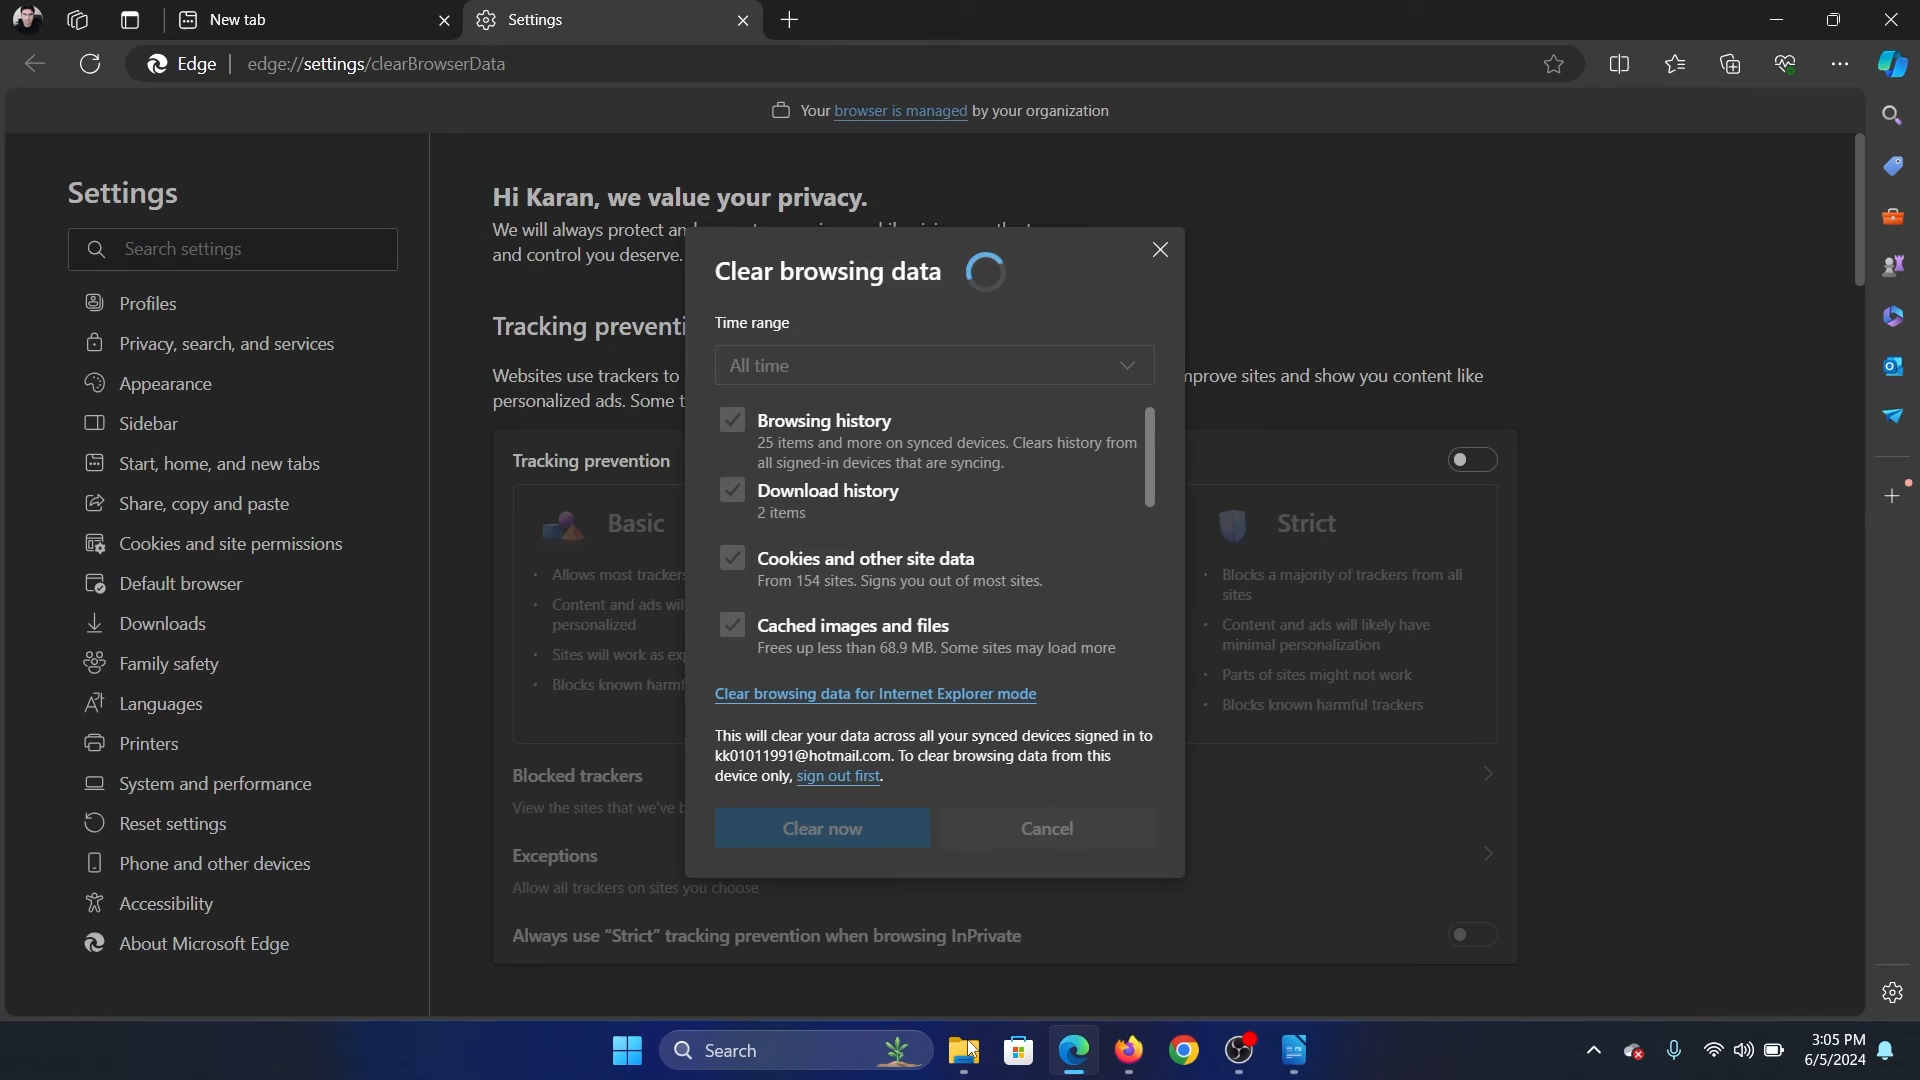 New tab
Settings
Edge
edge://settings/clearBrowserData
Your browser is managed by your organization
Settings
Search settings
Profiles
Privacy, search, and services
Appearance
Sidebar
Start, home, and new tabs
Share, copy and paste
Cookies and site permissions
Default browser
Downloads
Family safety
Languages
Printers
System and performance
Reset settings
Phone and other devices
Accessibility
About Microsoft Edge
Hi Karan, we value your privacy.
We will always protect
and control you deserve.
Tracking
Websites use trackers to
sites and show you content like
personalized ads. Some
Tracking prevention
Basic
Allows most
Content and ads
personalized
Sites will work as
Blocks known
Strict
Blocks a majority of trackers from all
sites
Content and ads will likely have
minimal personalization
Parts of sites might not work
Blocks known harmful trackers
Blocked trackers
View the sites that we've
Exceptions
Allow all trackers on sites you choose
Always use “Strict” tracking prevention when browsing InPrivate
Clear browsing data
Time range
All time
Browsing history
25 items and more on synced devices. Clears history from
all signed-in devices that are syncing.
Download history
2 items
Cookies and other site data
From 154 sites. Signs you out of most sites.
Cached images and files
Frees up less than 68.9 MB. Some sites may load more
Clear browsing data for Internet Explorer mode
This will clear your data across all your synced devices signed in to
kk01011991@hotmail.com. To clear browsing data from this
device only, sign out first.
Clear now
Cancel
Search
3:05 PM
6/5/2024